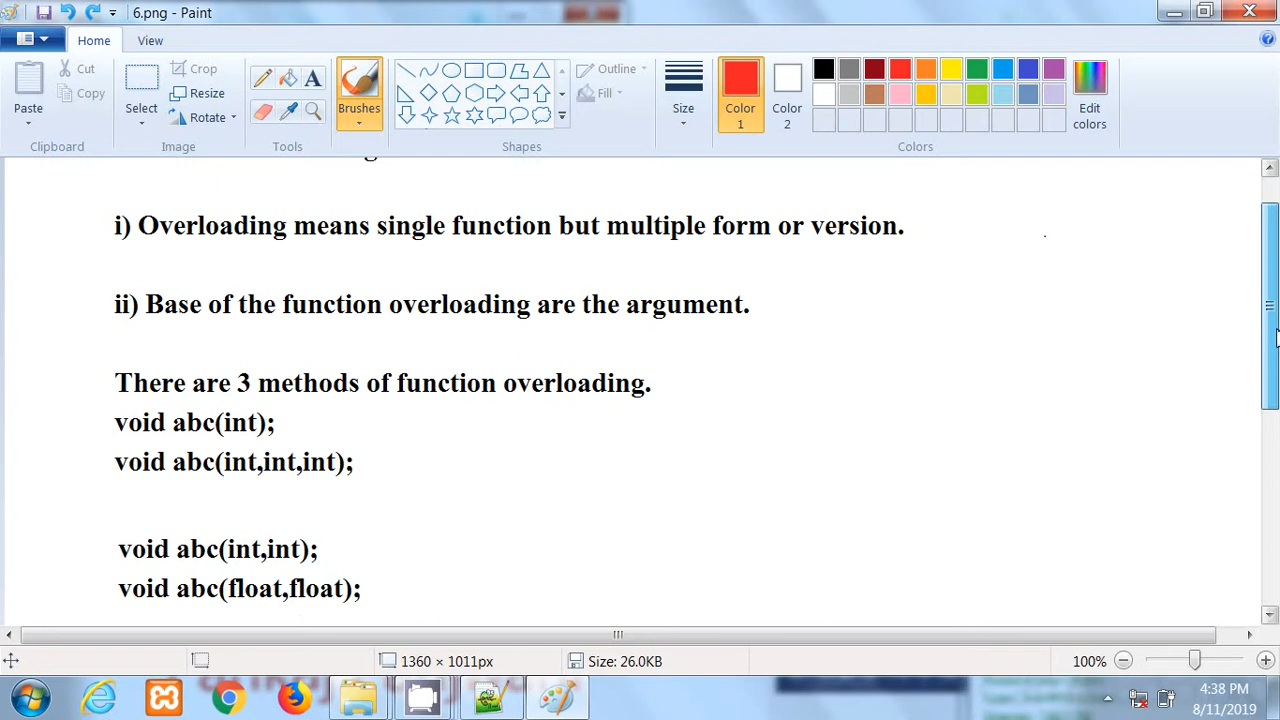 6.png - Paint
Home
View
Paste
Cut
Copy
Select
Crop
Resize
Rotate
Brushes
Outline
Fill
Size
Color 1
Color 2
Edit colors
Clipboard
Image
Tools
Shapes
Colors
i) Overloading means single function but multiple form or version.
ii) Base of the function overloading are the argument.
There are 3 methods of function overloading.
void abc(int);
void abc(int,int,int);
void abc(int,int);
void abc(float,float);
1360 × 1011px
Size: 26.0KB
100%
4:38 PM
8/11/2019